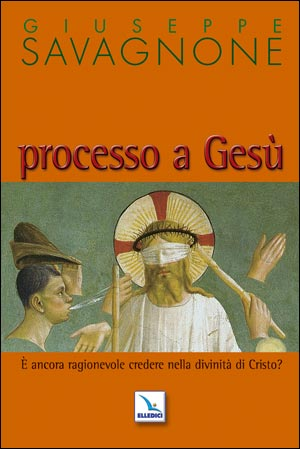 GIUSEPPE
SAVAGNONE
processo a Gesù
È ancora ragionevole credere nella divinità di Cristo?
ELLEDICI